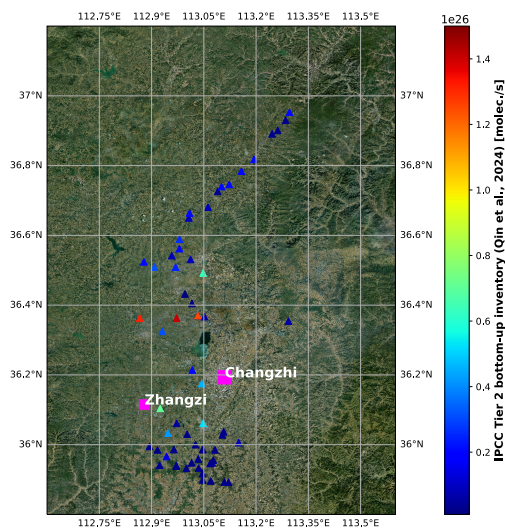 112.75°E 112.9°E 113.05°E 113.2°E 113.35°E 113.5°E
1e26
37°N
37°N
36.8°N
36.8°N
36.6°N
36.6°N
36.4°N
36.4°N
36.2°N
36.2°N
36°N
36°N
Changzhi
Zhangzi
112.75°E 112.9°E 113.05°E 113.2°E 113.35°E 113.5°E
1.4
1.2
1.0
0.8
0.6
0.4
0.2
IPCC Tier 2 bottom-up inventory (Qin et al., 2024) [molec./s]